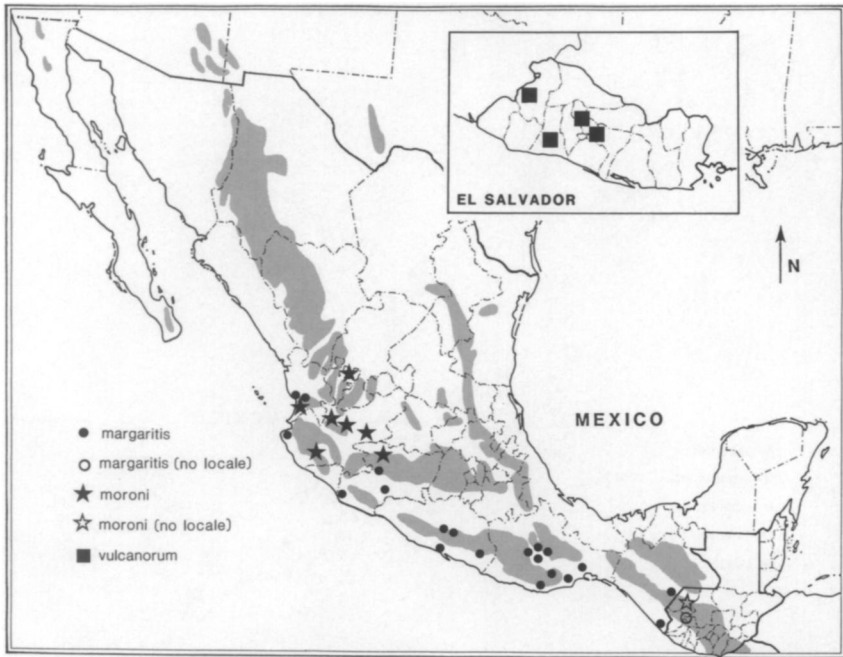 EL SALVADOR
N
MEXICO
margaritis
margaritis (no locale)
moroni
moroni (no locale)
vulcanorum